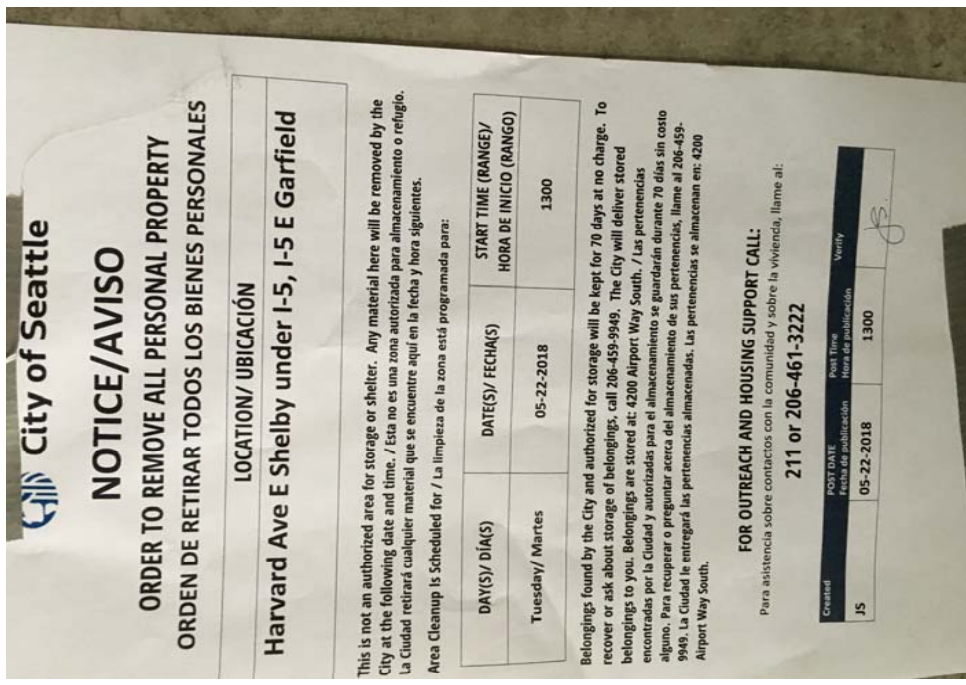 City of Seattle
NOTICE/AVISO
ORDER TO REMOVE ALL PERSONAL PROPERTY
ORDEN DE RETIRAR TODOS LOS BIENES PERSONALES
LOCATION/ UBICACIÓN
Harvard Ave E Shelby under I-5, I-5 E Garfield
This is not an authorized area for storage or shelter. Any material here will be removed by the
City at the following date and time. / Esta no es una zona autorizada para almacenamiento o refugio.
La Ciudad retirará cualquier material que se encuentre aquí en la fecha y hora siguientes.
Area Cleanup Is Scheduled for / La limpieza de la zona está programada para:
DAY(S)/ DÍA(S) DATE(S)/ FECHA(S) START TIME (RANGE)/
HORA DE INICIO (RANGO)
Tuesday/ Martes 05-22-2018 1300
Belongings found by the City and authorized for storage will be kept for 70 days at no charge. To
recover or ask about storage of belongings, call 206-459-9949. The City will deliver stored
belongings to you. Belongings are stored at: 4200 Airport Way South. / Las pertenencias
encontradas por la Ciudad y autorizadas para el almacenamiento se guardarán durante 70 días sin costo
alguno. Para recuperar o preguntar acerca del almacenamiento de sus pertenencias, llame al 206-459-
9949. La Ciudad le entregará las pertenencias almacenadas. Las pertenencias se almacenan en: 4200
Airport Way South.
FOR OUTREACH AND HOUSING SUPPORT CALL:
Para asistencia sobre contactos con la comunidad y sobre la vivienda, llame al:
211 or 206-461-3222
Created POST DATE Post Time Verify
Fecha de publicación Hora de publicación
JS 05-22-2018 1300